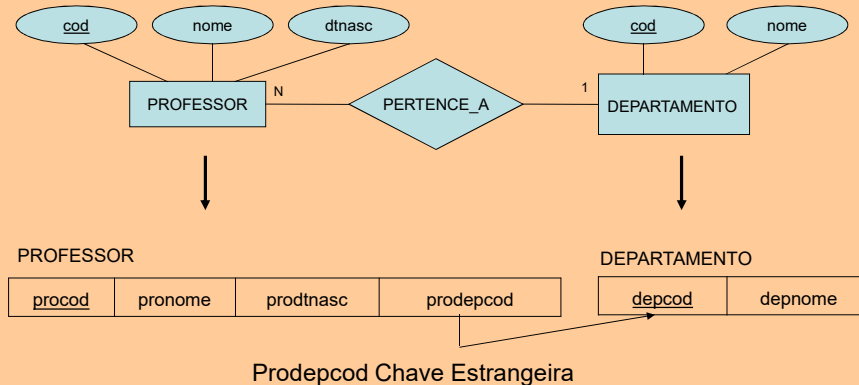 cod nome dtnasc cod nome
PROFESSOR N PERTENCE_A 1 DEPARTAMENTO
PROFESSOR
procod pronome prodtnasc prodepcod
DEPARTAMENTO
depcod depnome
Prodepcod Chave Estrangeira